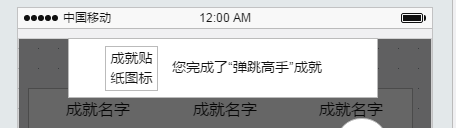 中国移动 12:00 AM
成就贴
纸图标
您完成了“弹跳高手”成就
成就名字 成就名字 成就名字